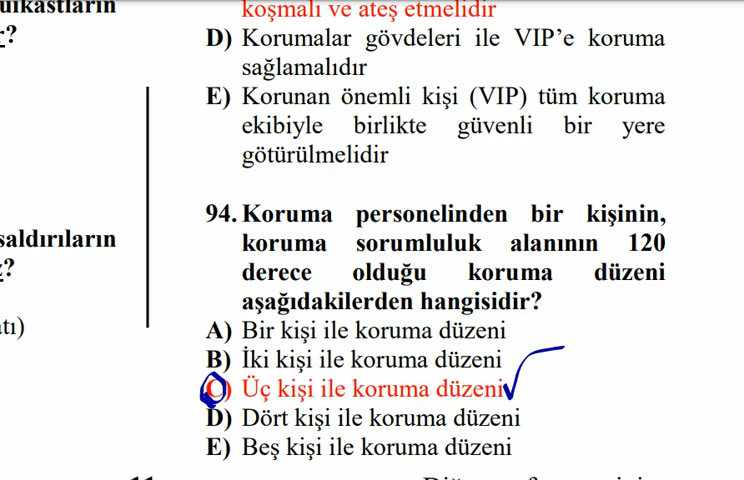 uikastların
koşmalı ve ateş etmelidir
?
D) Korumalar gövdeleri ile VIP'e koruma
sağlamalıdır
E) Korunan önemli kişi (VIP) tüm koruma
ekibiyle birlikte güvenli bir yere
götürülmelidir
94. Koruma personelinden bir kişinin,
saldırıların
koruma sorumluluk alanının 120
?
derece olduğu koruma düzeni
aşağıdakilerden hangisidir?
tı)
A) Bir kişi ile koruma düzeni
B) İki kişi ile koruma düzeni
C) Üç kişi ile koruma düzeni
D) Dört kişi ile koruma düzeni
E) Beş kişi ile koruma düzeni